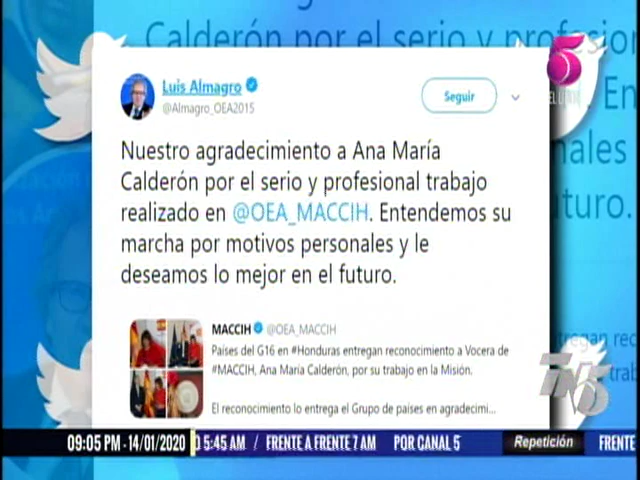 Calderón por el serio y profesion
Luis Almagro
@Almagro_OEA2015
Seguir
5
Nuestro agradecimiento a Ana María
Calderón por el serio y profesional trabajo
realizado en @OEA_MACCIH. Entendemos su
marcha por motivos personales y le
deseamos lo mejor en el futuro.
. En
nales
uturo.
MACCIH @OEA_MACCIH
Países del G16 en #Honduras entregan reconocimiento a Vocera de
#MACCIH, Ana María Calderón, por su trabajo en la Misión.
El reconocimiento lo entrega el Grupo de países en agradecimi...
TN5
09:05 PM-14/01/2020 5:45 AM / FRENTE A FRENTE 7 AM POR CANAL 5 Repetición FRENTE